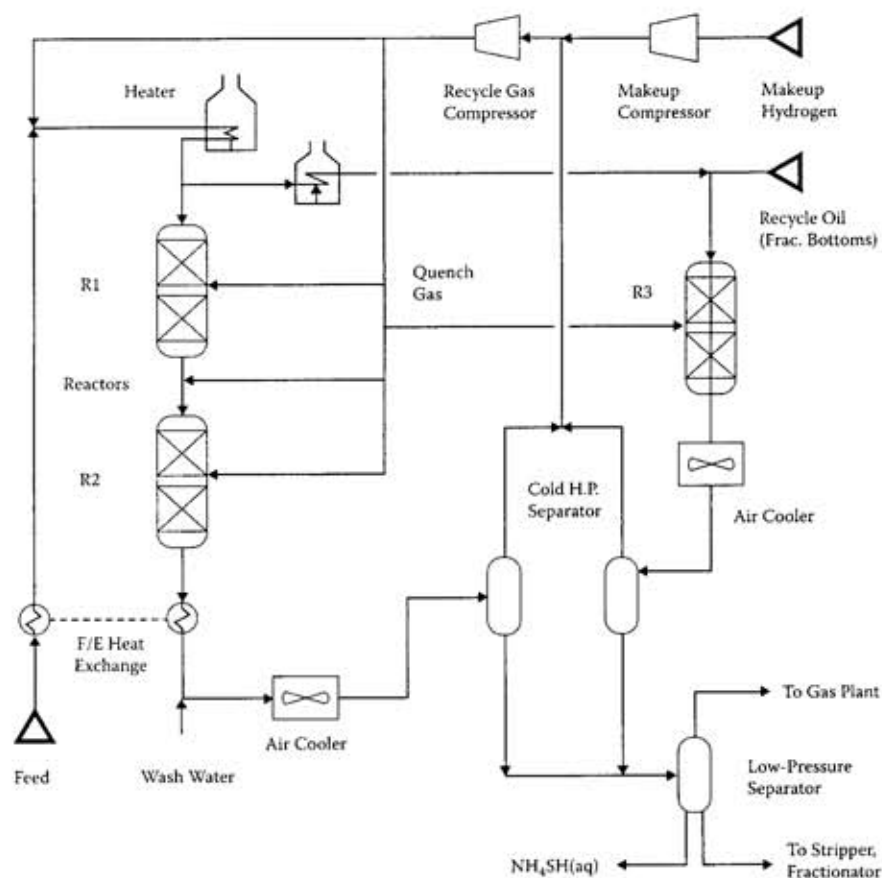 Heater
Recycle Gas
Compressor
Makeup
Compressor
Makeup
Hydrogen
Recycle Oil
(Frac. Bottoms)
R1
Quench
Gas
R3
Reactors
R2
Cold H.P.
Separator
Air Cooler
F/E Heat
Exchange
To Gas Plant
Air Cooler
Feed
Wash Water
Low-Pressure
Separator
NH₄SH(aq)
To Stripper,
Fractionator